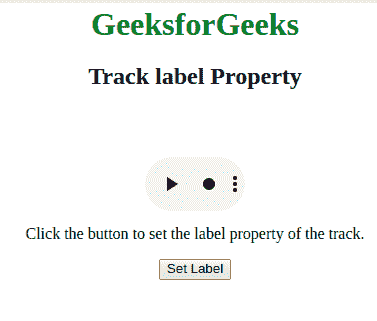 GeeksforGeeks
Track label Property
Click the button to set the label property of the track.
Set Label